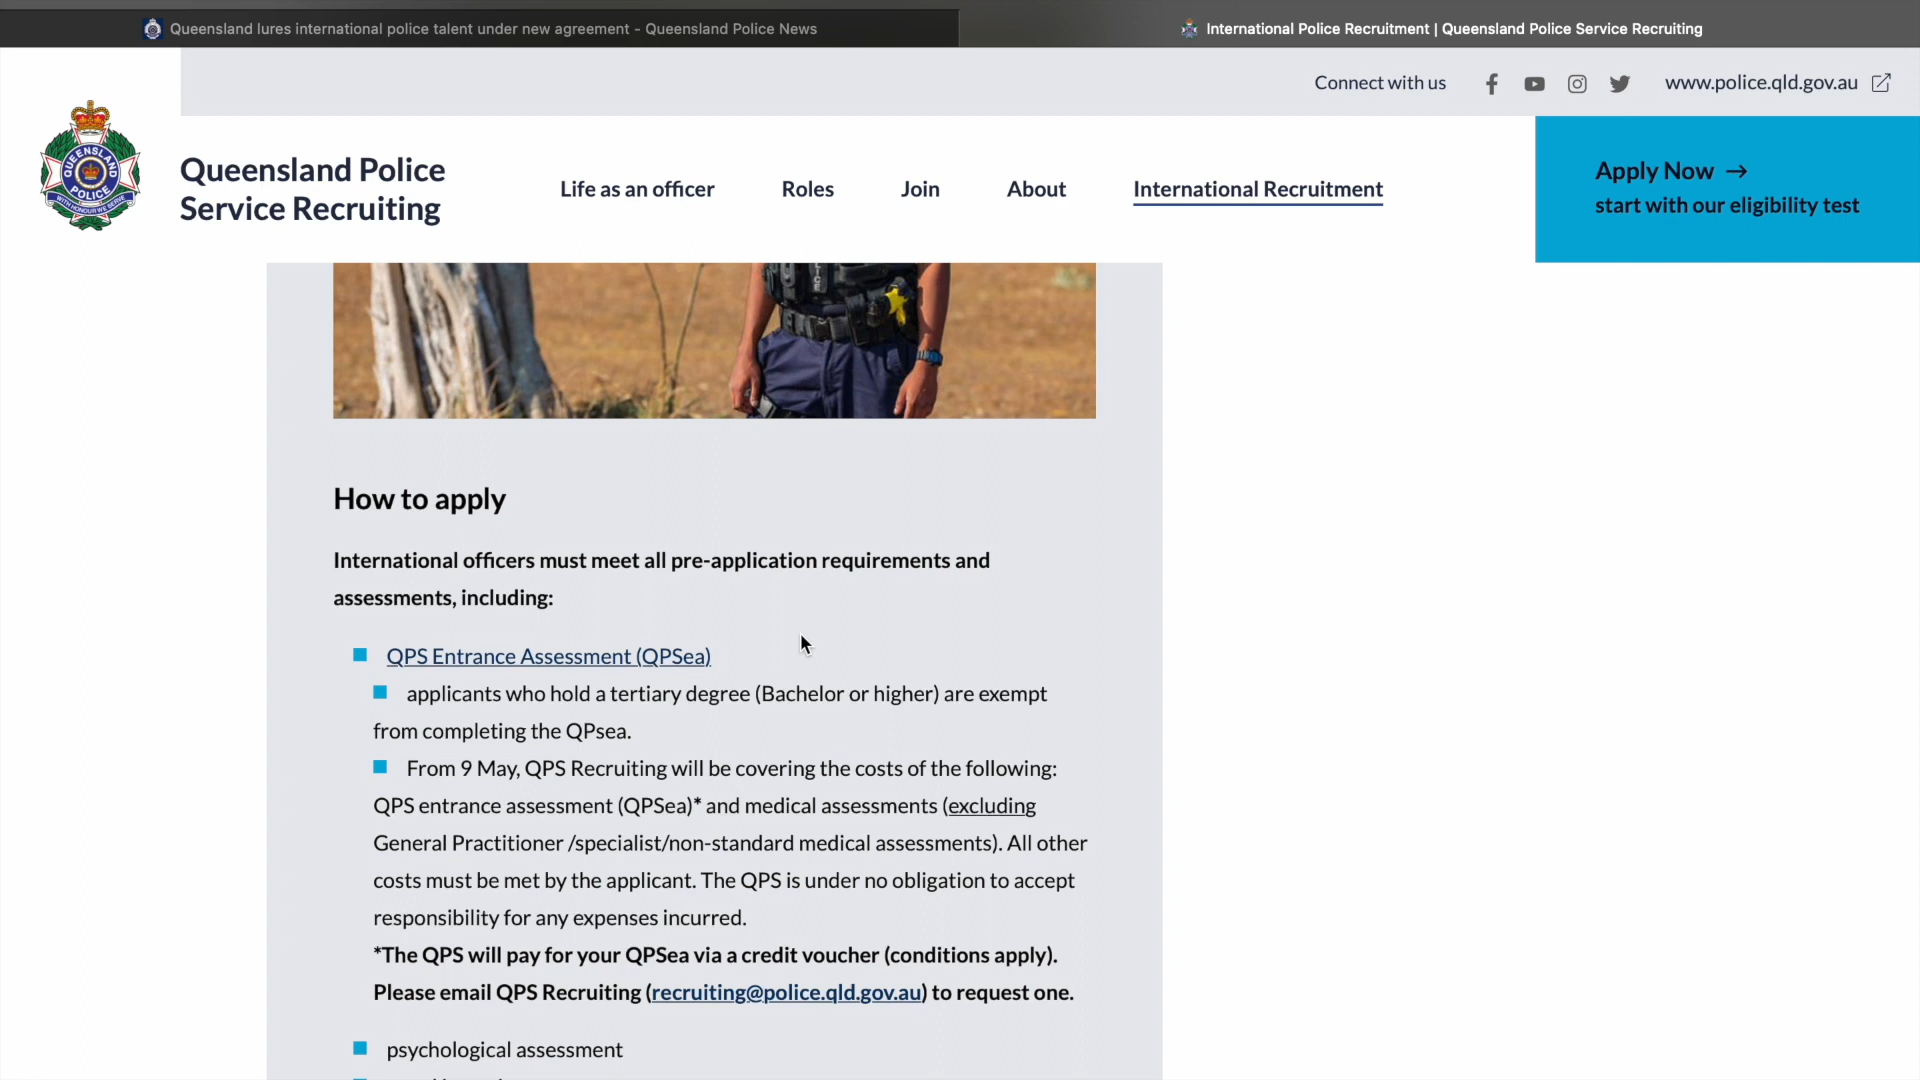 Queensland lures international police talent under new agreement - Queensland Police News
International Police Recruitment | Queensland Police Service Recruiting
Connect with us
www.police.qld.gov.au
QUEENSLAND
POLICE
WITH HONOUR WE SERVE
Queensland Police
Service Recruiting
Life as an officer
Roles
Join
About
International Recruitment
Apply Now →
start with our eligibility test
How to apply
International officers must meet all pre-application requirements and
assessments, including:
QPS Entrance Assessment (QPSea)
applicants who hold a tertiary degree (Bachelor or higher) are exempt
from completing the QPsea.
From 9 May, QPS Recruiting will be covering the costs of the following:
QPS entrance assessment (QPSea)* and medical assessments (excluding
General Practitioner /specialist/non-standard medical assessments). All other
costs must be met by the applicant. The QPS is under no obligation to accept
responsibility for any expenses incurred.
*The QPS will pay for your QPSea via a credit voucher (conditions apply).
Please email QPS Recruiting (recruiting@police.qld.gov.au) to request one.
psychological assessment